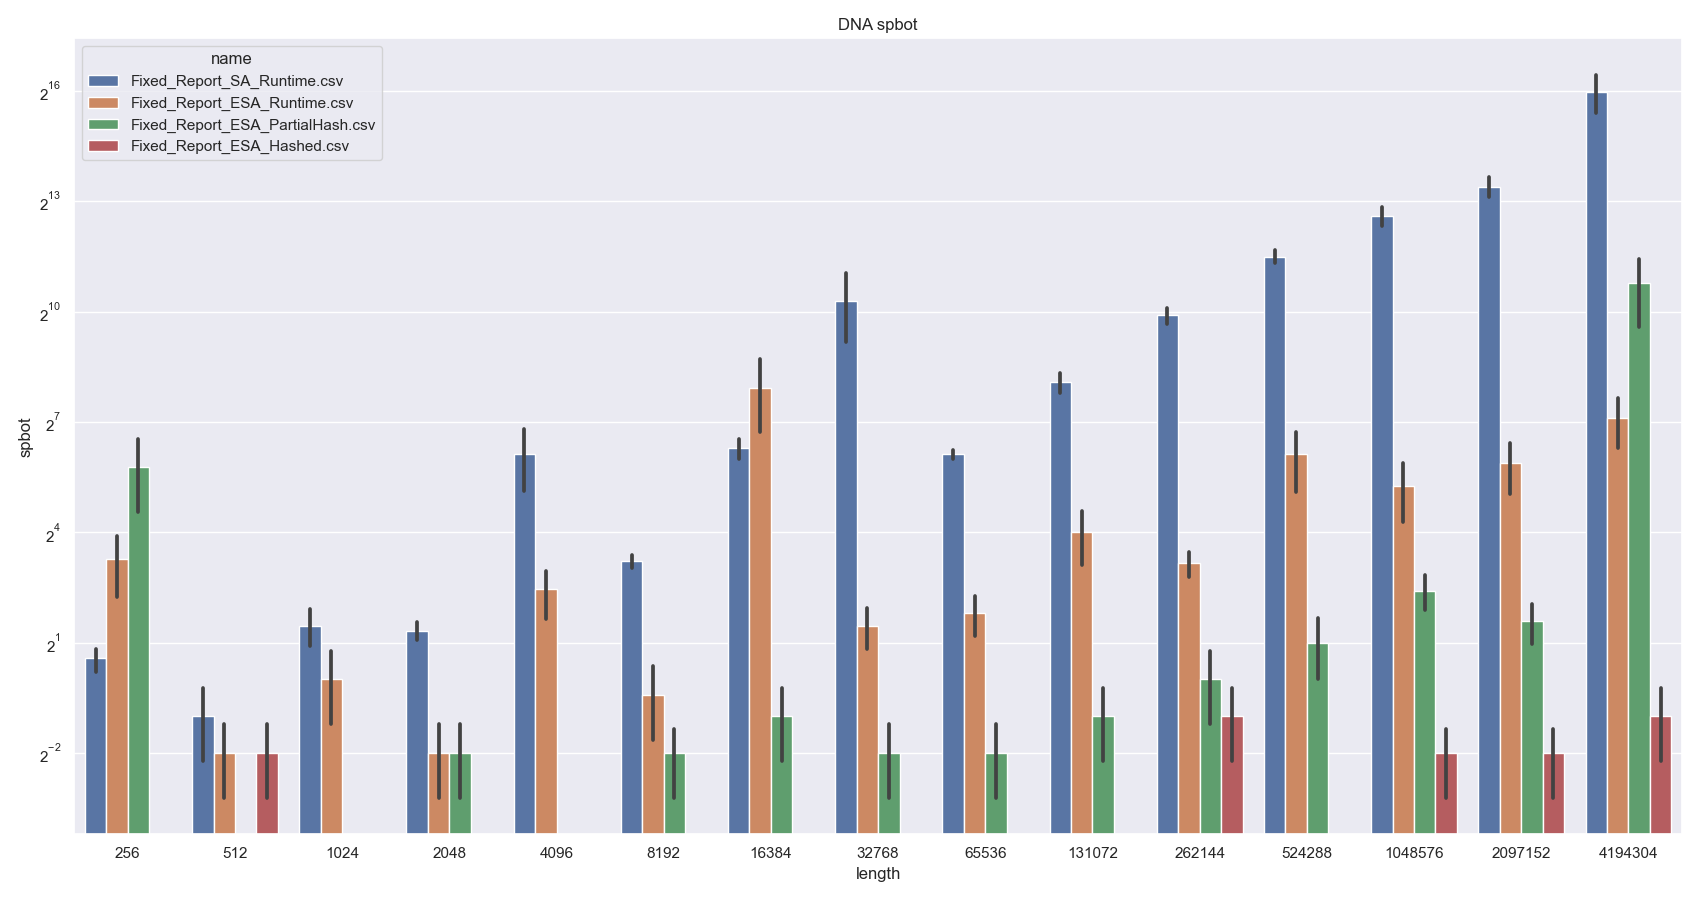 DNA spbot
name
Fixed_Report_SA_Runtime.csv
Fixed_Report_ESA_Runtime.csv
Fixed_Report_ESA_PartialHash.csv
Fixed_Report_ESA_Hashed.csv
2^16
2^13
2^10
2^7
2^4
2^1
2^−2
spbot
256 512 1024 2048 4096 8192 16384 32768 65536 131072 262144 524288 1048576 2097152 4194304
length